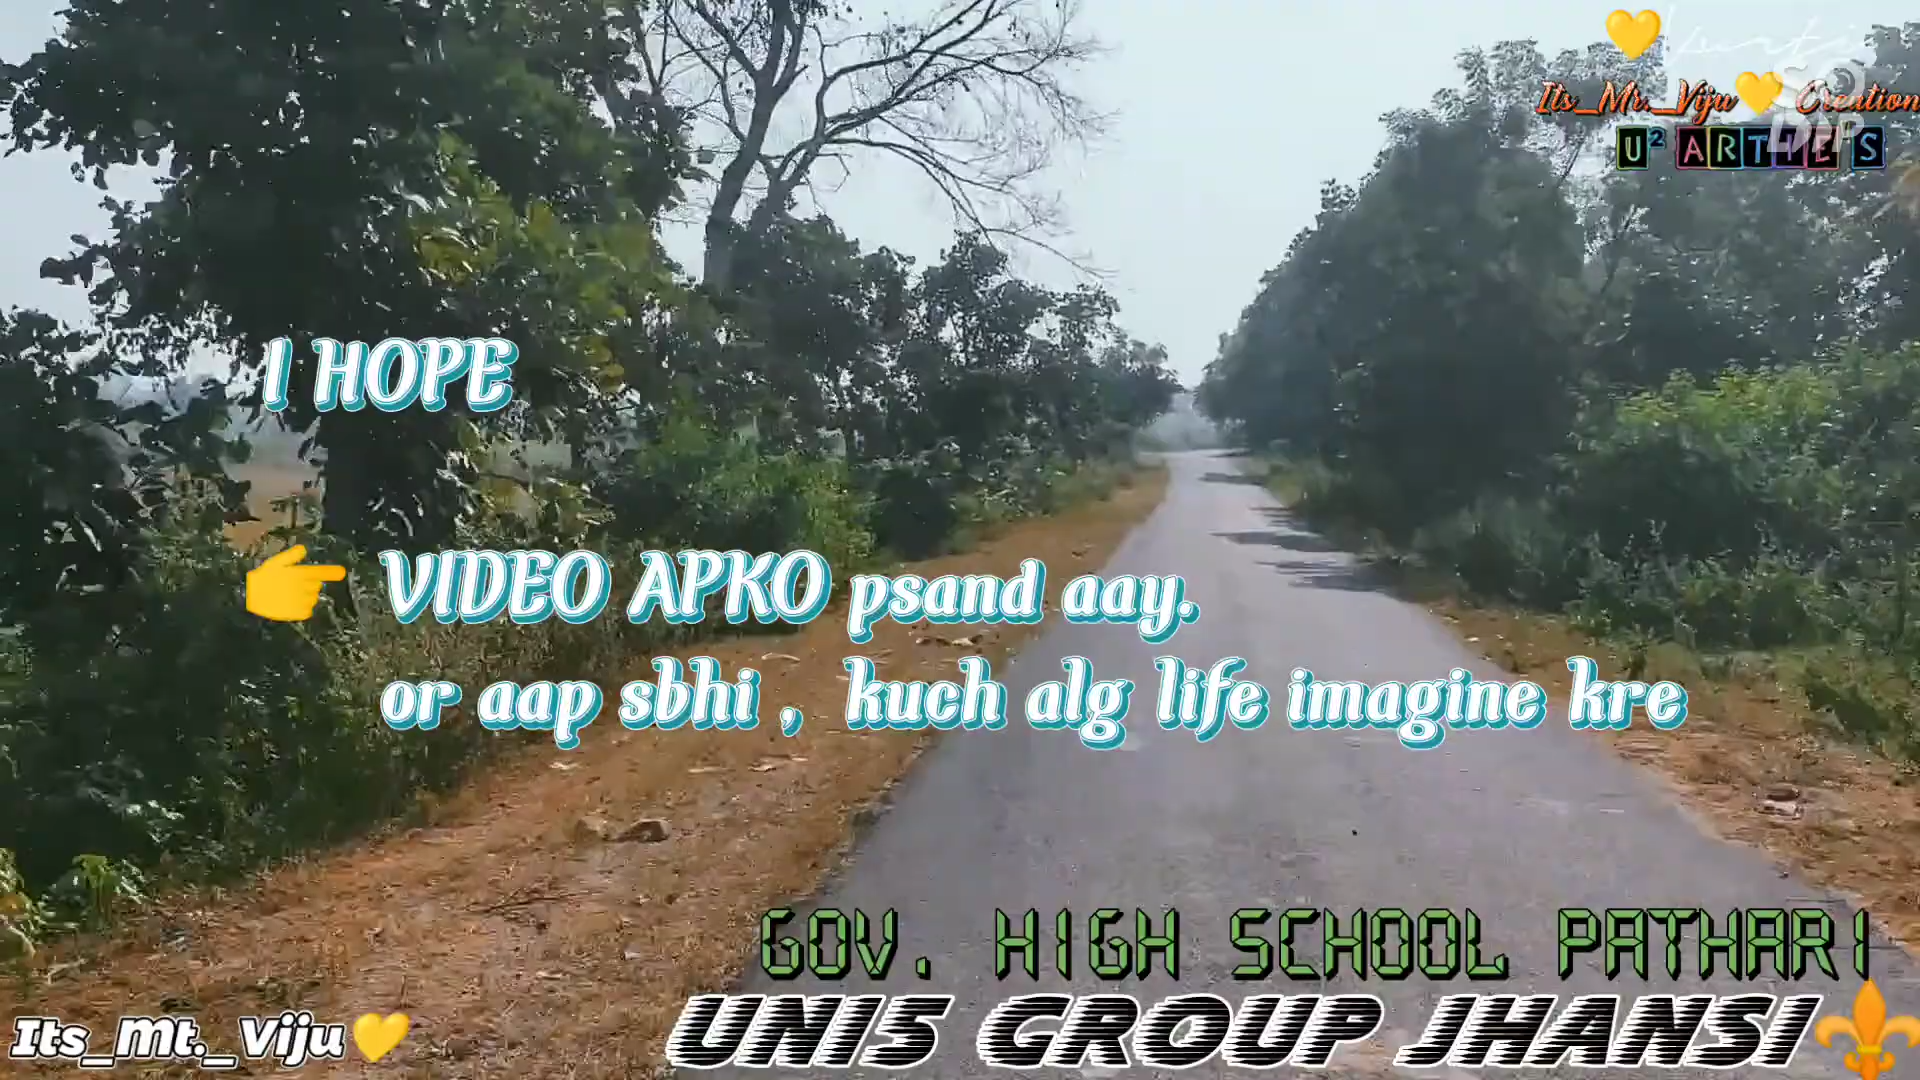 Its_Mr._Viju💛 Creation
U² ARTIE'S
I HOPE
👉 VIDEO APKO psand aay.
or aap sbhi , kuch alg life imagine kre
GOV. HIGH SCHOOL PATHARI
UNI5 GROUP JHANSI⚜
Its_Mt._Viju💛